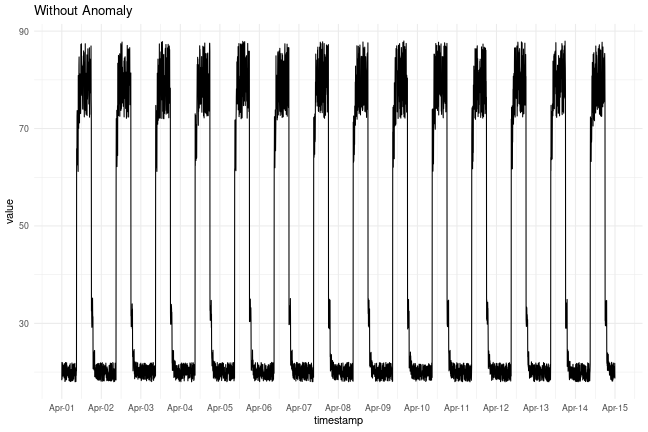 Without Anomaly
90
70
50
30
value
Apr-01 Apr-02 Apr-03 Apr-04 Apr-05 Apr-06 Apr-07 Apr-08 Apr-09 Apr-10 Apr-11 Apr-12 Apr-13 Apr-14 Apr-15
timestamp